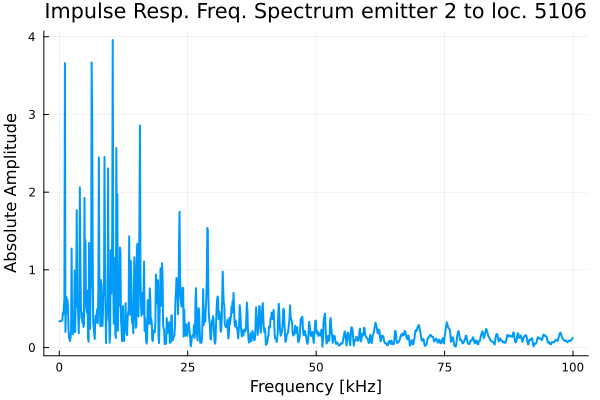 Impulse Resp. Freq. Spectrum emitter 2 to loc. 5106
4
3
2
1
0
Absolute Amplitude
0 25 50 75 100
Frequency [kHz]